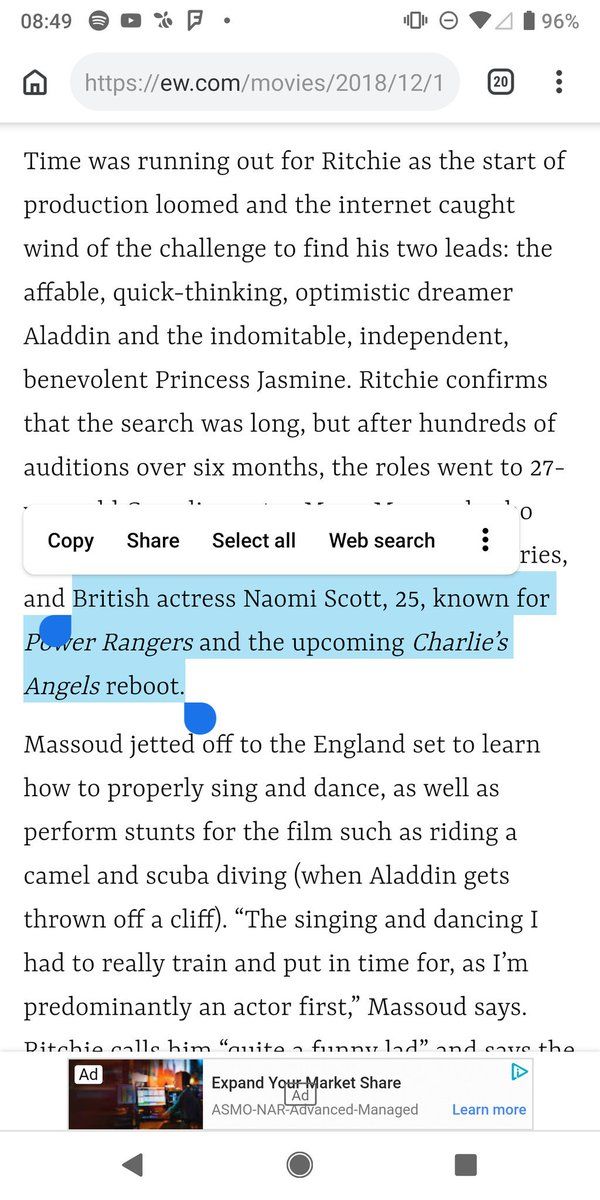 08:49
96%
https://ew.com/movies/2018/12/1
20
Time was running out for Ritchie as the start of
production loomed and the internet caught
wind of the challenge to find his two leads: the
affable, quick-thinking, optimistic dreamer
Aladdin and the indomitable, independent,
benevolent Princess Jasmine. Ritchie confirms
that the search was long, but after hundreds of
auditions over six months, the roles went to 27-
Copy Share Select all Web search
ries,
and British actress Naomi Scott, 25, known for
Power Rangers and the upcoming Charlie’s
Angels reboot.
Massoud jetted off to the England set to learn
how to properly sing and dance, as well as
perform stunts for the film such as riding a
camel and scuba diving (when Aladdin gets
thrown off a cliff). “The singing and dancing I
had to really train and put in time for, as I’m
predominantly an actor first,” Massoud says.
Ritchie calls him “quite a funny lad” and says the
Ad
Expand Your Market Share
Ad
ASMO-NAR-Advanced-Managed
Learn more